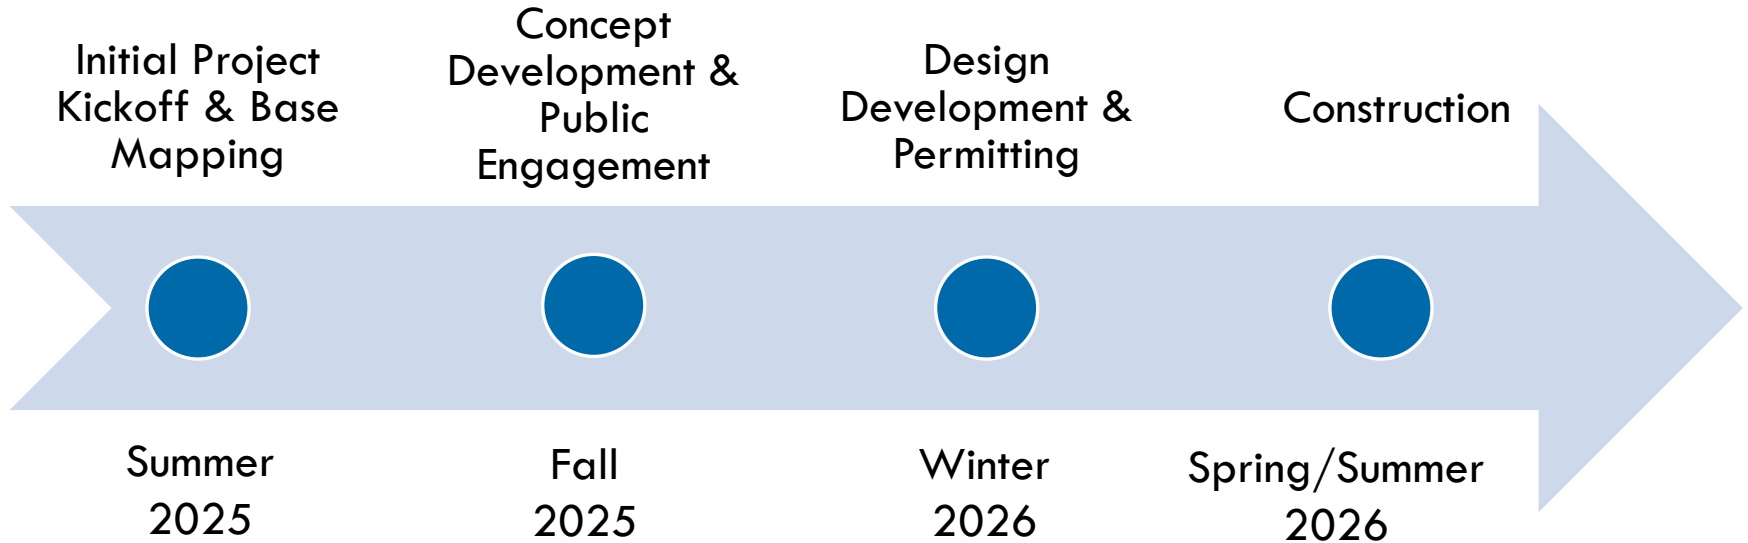 Initial Project
Kickoff & Base
Mapping
Concept
Development &
Public
Engagement
Design
Development &
Permitting
Construction
Summer
2025
Fall
2025
Winter
2026
Spring/Summer
2026